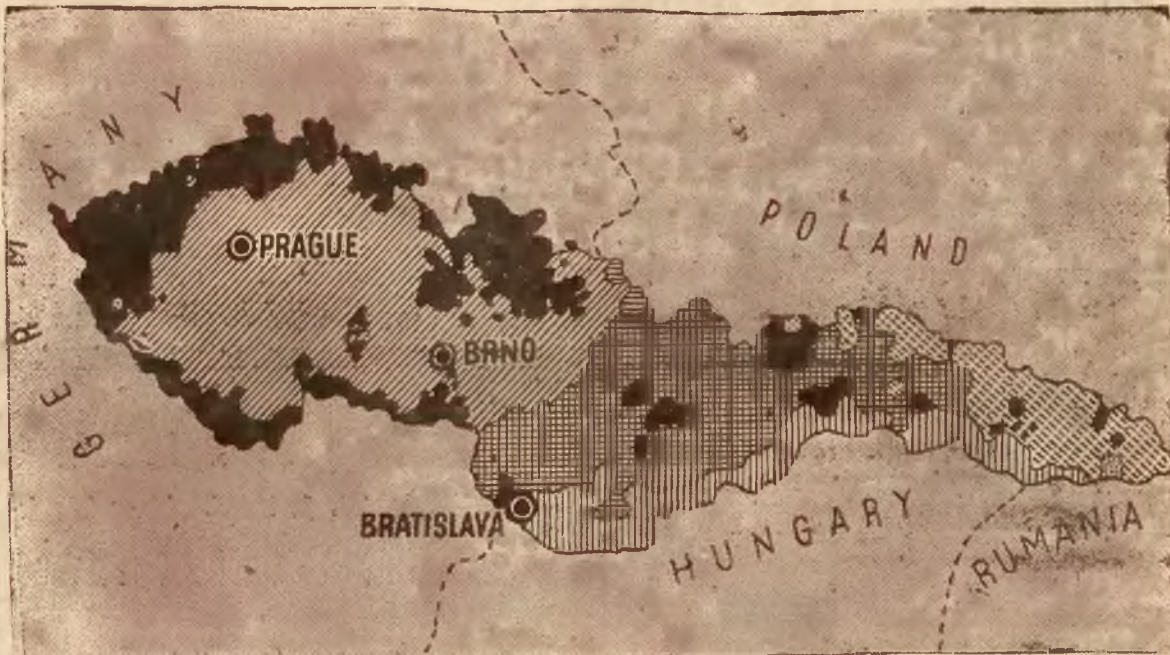 GERMANY
POLAND
PRAGUE
BRNO
BRATISLAVA
HUNGARY
RUMANIA